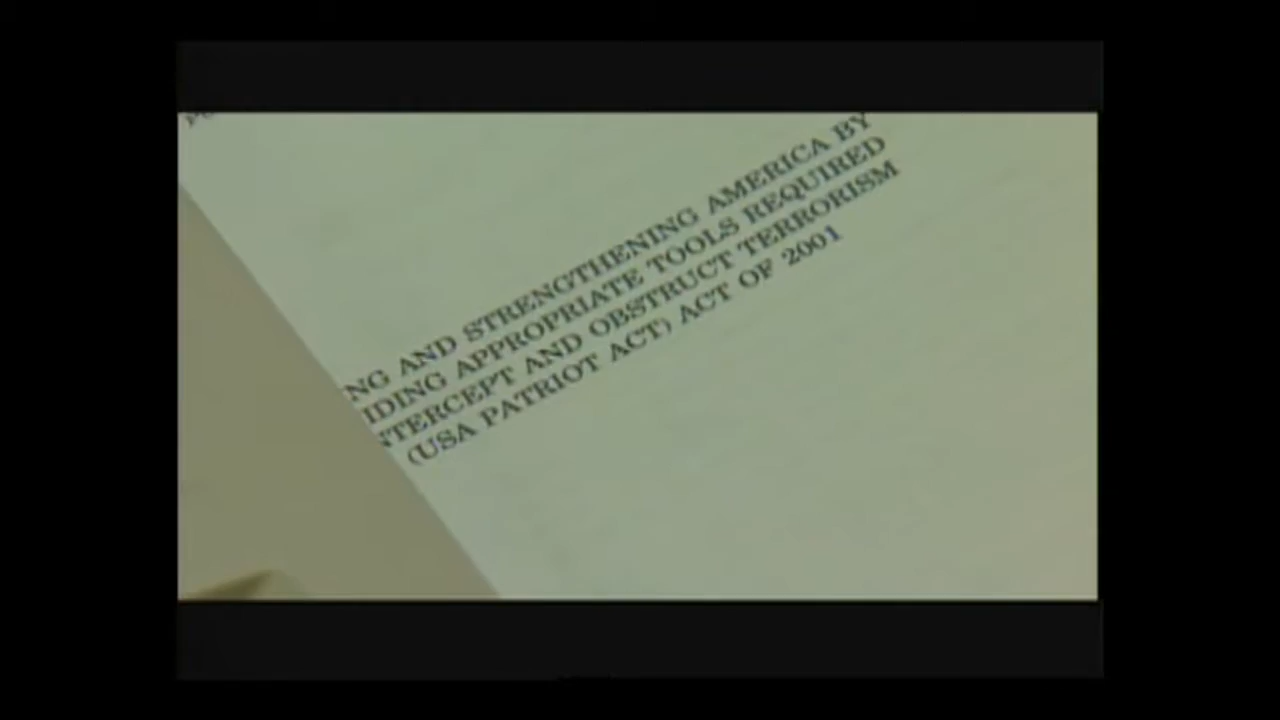 NG AND STRENGTHENING AMERICA BY
IDING APPROPRIATE TOOLS REQUIRED
NTERCEPT AND OBSTRUCT TERRORISM
(USA PATRIOT ACT) ACT OF 2001